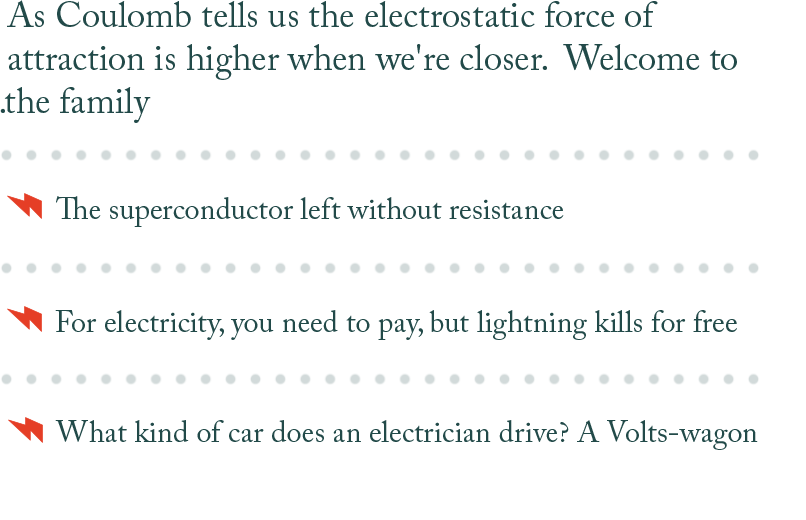 As Coulomb tells us the electrostatic force of
attraction is higher when we're closer.  Welcome to
.the family
The superconductor left without resistance
For electricity, you need to pay, but lightning kills for free
What kind of car does an electrician drive? A Volts-wagon